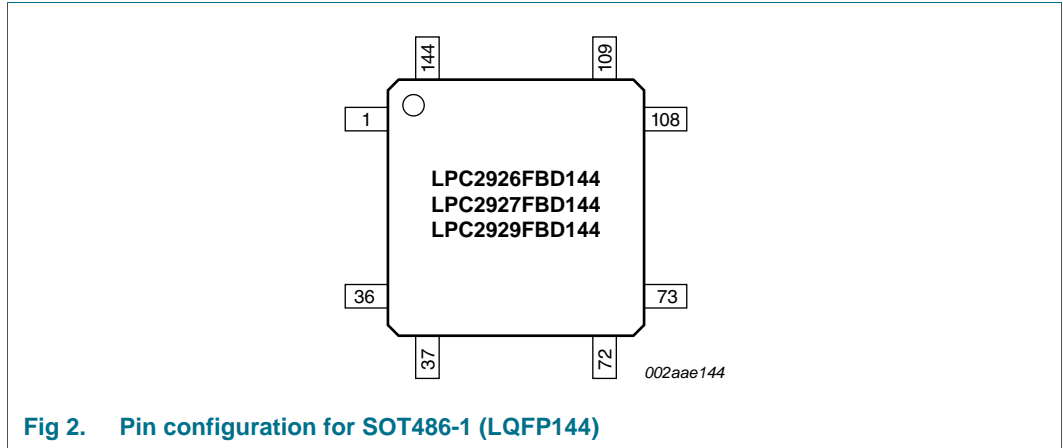 144 109
1 108
LPC2926FBD144
LPC2927FBD144
LPC2929FBD144
36 73
37 72
002aae144
Fig 2. Pin configuration for SOT486-1 (LQFP144)